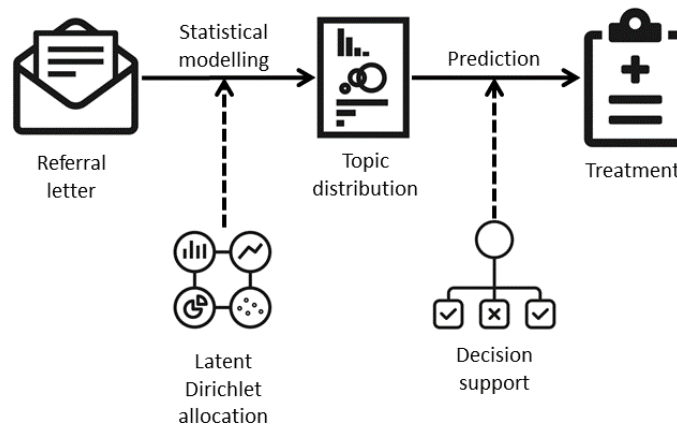 Statistical
modelling
Prediction
Referral
letter
Topic
distribution
Treatment
Latent
Dirichlet
allocation
Decision
support